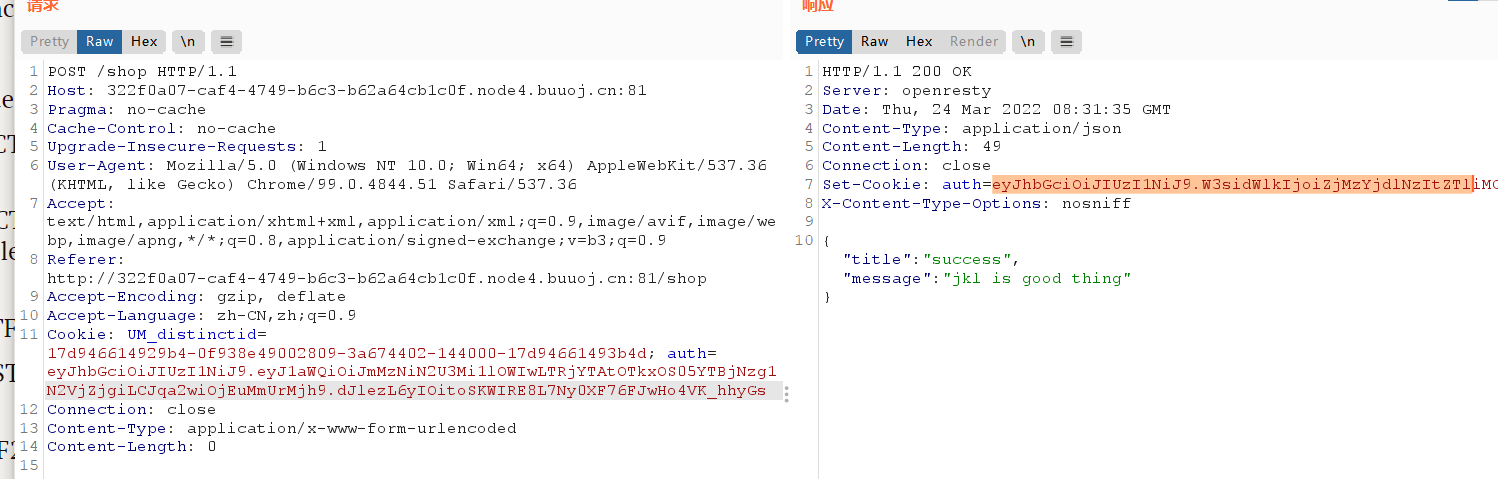 请求
Pretty Raw Hex \n
1 POST /shop HTTP/1.1
2 Host: 322f0a07-caf4-4749-b6c3-b62a64cb1c0f.node4.buuoj.cn:81
3 Pragma: no-cache
4 Cache-Control: no-cache
5 Upgrade-Insecure-Requests: 1
6 User-Agent: Mozilla/5.0 (Windows NT 10.0; Win64; x64) AppleWebKit/537.36
(KHTML, like Gecko) Chrome/99.0.4844.51 Safari/537.36
7 Accept:
text/html,application/xhtml+xml,application/xml;q=0.9,image/avif,image/we
bp,image/apng,*/*;q=0.8,application/signed-exchange;v=b3;q=0.9
8 Referer:
http://322f0a07-caf4-4749-b6c3-b62a64cb1c0f.node4.buuoj.cn:81/shop
9 Accept-Encoding: gzip, deflate
10 Accept-Language: zh-CN,zh;q=0.9
11 Cookie: UM_distinctid=
17d946614929b4-0f938e49002809-3a674402-144000-17d94661493b4d; auth=
eyJhbGciOiJIUzI1NiJ9.eyJ1aWQiOiJmMzNiN2U3Mi1lOWIwLTRjYTAtOTkxOS05YTBjNzg1
N2VjZjgiLCJqa2wiOjEuMmUrMjh9.dJlezL6yIOitoSKWIRE8L7Ny0XF76FJwHo4VK_hhyGs
12 Connection: close
13 Content-Type: application/x-www-form-urlencoded
14 Content-Length: 0
15
响应
Pretty Raw Hex Render \n
1 HTTP/1.1 200 OK
2 Server: openresty
3 Date: Thu, 24 Mar 2022 08:31:35 GMT
4 Content-Type: application/json
5 Content-Length: 49
6 Connection: close
7 Set-Cookie: auth=eyJhbGciOiJIUzI1NiJ9.W3sidWlkIjoiZjMzYjdlNzItZTliMC
8 X-Content-Type-Options: nosniff
9
10 {
"title":"success",
"message":"jkl is good thing"
}